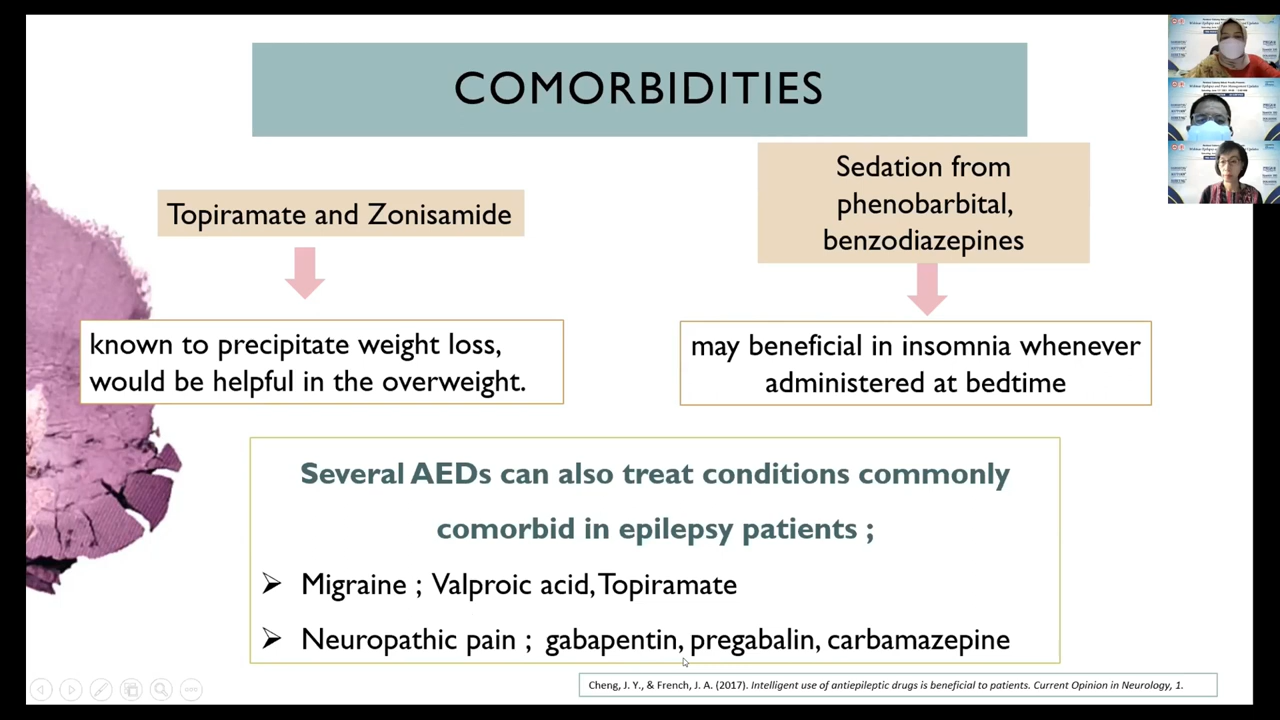 COMORBIDITIES
Topiramate and Zonisamide
known to precipitate weight loss,
would be helpful in the overweight.
Sedation from
phenobarbital,
benzodiazepines
may beneficial in insomnia whenever
administered at bedtime
Several AEDs can also treat conditions commonly
comorbid in epilepsy patients ;
➢ Migraine ; Valproic acid, Topiramate
➢ Neuropathic pain ; gabapentin, pregabalin, carbamazepine
Cheng, J. Y., & French, J. A. (2017). Intelligent use of antiepileptic drugs is beneficial to patients. Current Opinion in Neurology, 1.